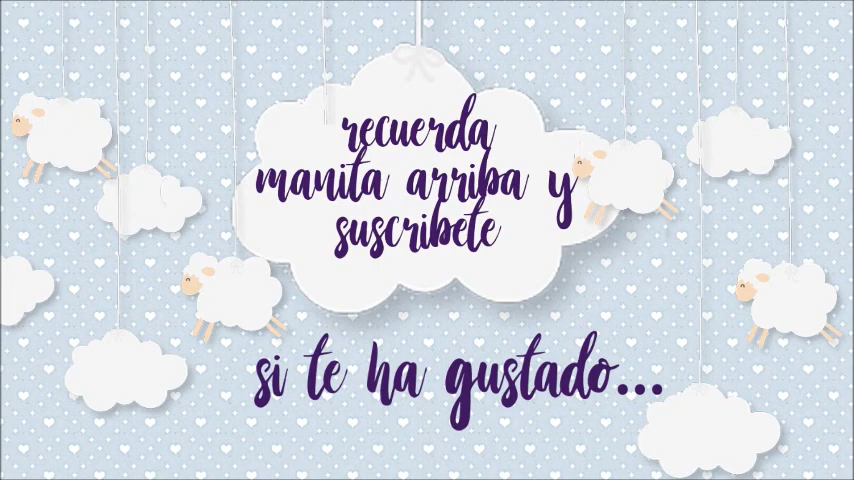 recuerda
manita arriba y
suscribete
si te ha gustado...